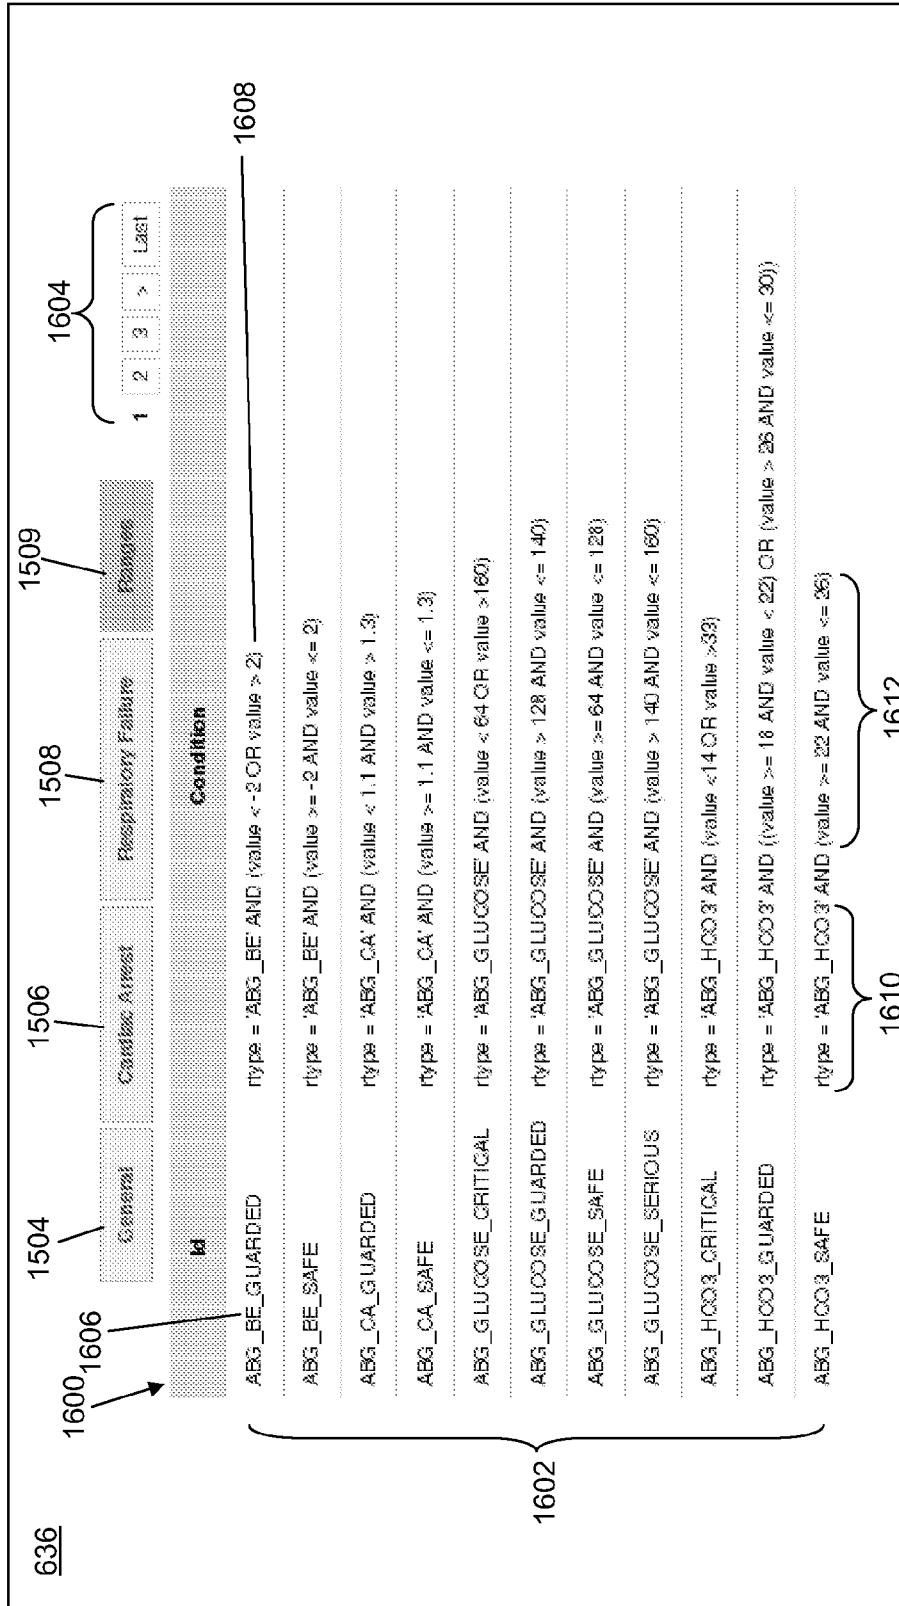 636
1504
1506
1508
1509
1604
General
Cardiac Arrest
Respiratory Failure
Ranges
1 2 3 > Last
1600
1606
1608
Id Condition
ABG_BE_GUARDED rtype = 'ABG_BE' AND (value < -2 OR value > 2)
ABG_BE_SAFE rtype = 'ABG_BE' AND (value >= -2 AND value <= 2)
ABG_CA_GUARDED rtype = 'ABG_CA' AND (value < 1.1 AND value > 1.3)
ABG_CA_SAFE rtype = 'ABG_CA' AND (value >= 1.1 AND value <= 1.3)
ABG_GLUCOSE_CRITICAL rtype = 'ABG_GLUCOSE' AND (value < 64 OR value >160)
ABG_GLUCOSE_GUARDED rtype = 'ABG_GLUCOSE' AND (value > 128 AND value <= 140)
ABG_GLUCOSE_SAFE rtype = 'ABG_GLUCOSE' AND (value >= 64 AND value <= 128)
ABG_GLUCOSE_SERIOUS rtype = 'ABG_GLUCOSE' AND (value > 140 AND value <= 160)
ABG_HCO3_CRITICAL rtype = 'ABG_HCO3' AND (value <14 OR value >33)
ABG_HCO3_GUARDED rtype = 'ABG_HCO3' AND ((value >= 18 AND value < 22) OR (value > 26 AND value <= 30))
ABG_HCO3_SAFE rtype = 'ABG_HCO3' AND (value >= 22 AND value <= 26)
1602
1610
1612